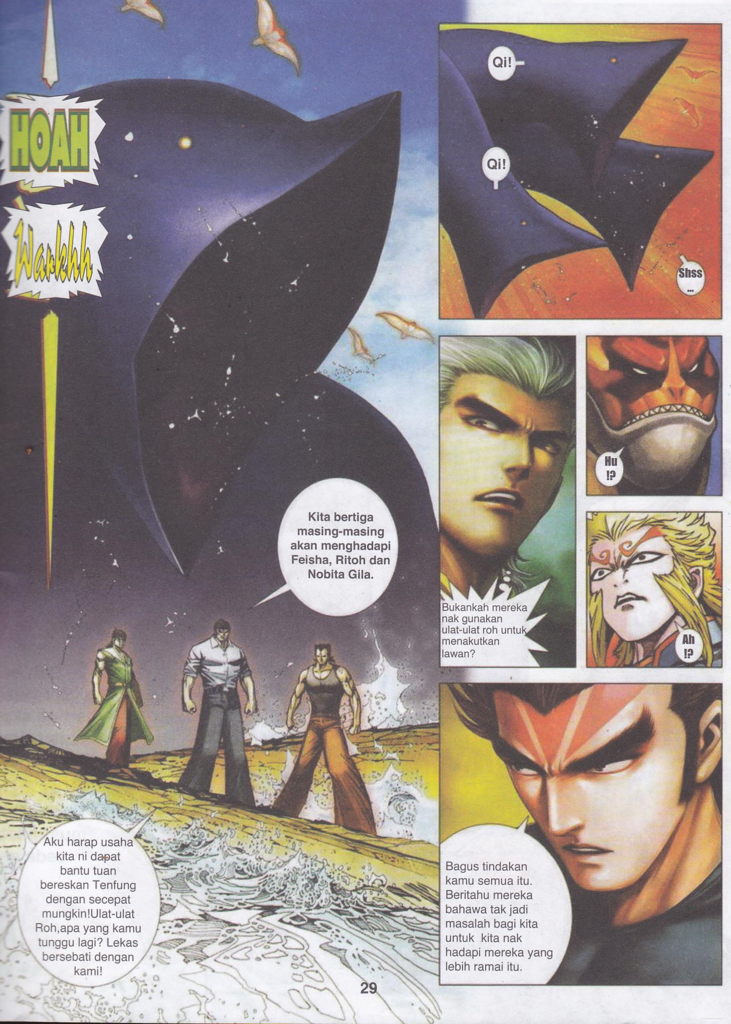 HOAH
Warkhh
Kita bertiga
masing-masing
akan menghadapi
Feisha, Ritoh dan
Nobita Gila.
Aku harap usaha
kita ni dapat
bantu tuan
bereskan Tenfung
dengan secepat
mungkin!Ulat-ulat
Roh,apa yang kamu
tunggu lagi? Lekas
bersebati dengan
kami!
Qi!
Qi!
Shss
...
Bukankah mereka
nak gunakan
ulat-ulat roh untuk
menakutkan
lawan?
Hu
!?
Ah
!?
Bagus tindakan
kamu semua itu.
Beritahu mereka
bahawa tak jadi
masalah bagi kita
untuk kita nak
hadapi mereka yang
lebih ramai itu.
29